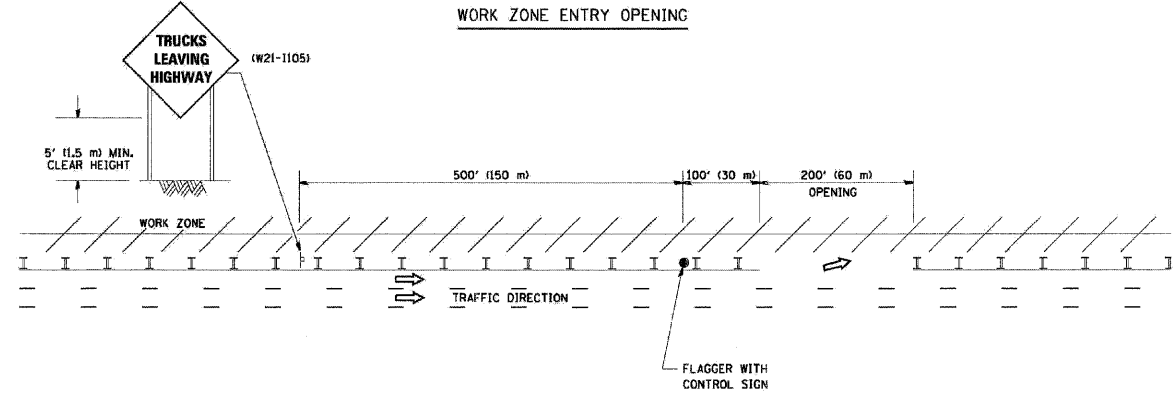 WORK ZONE ENTRY OPENING
TRUCKS
LEAVING
HIGHWAY
(W21-I105)
5' (1.5 m) MIN.
CLEAR HEIGHT
500' (150 m)
100' (30 m)
200' (60 m)
OPENING
WORK ZONE
TRAFFIC DIRECTION
FLAGGER WITH
CONTROL SIGN